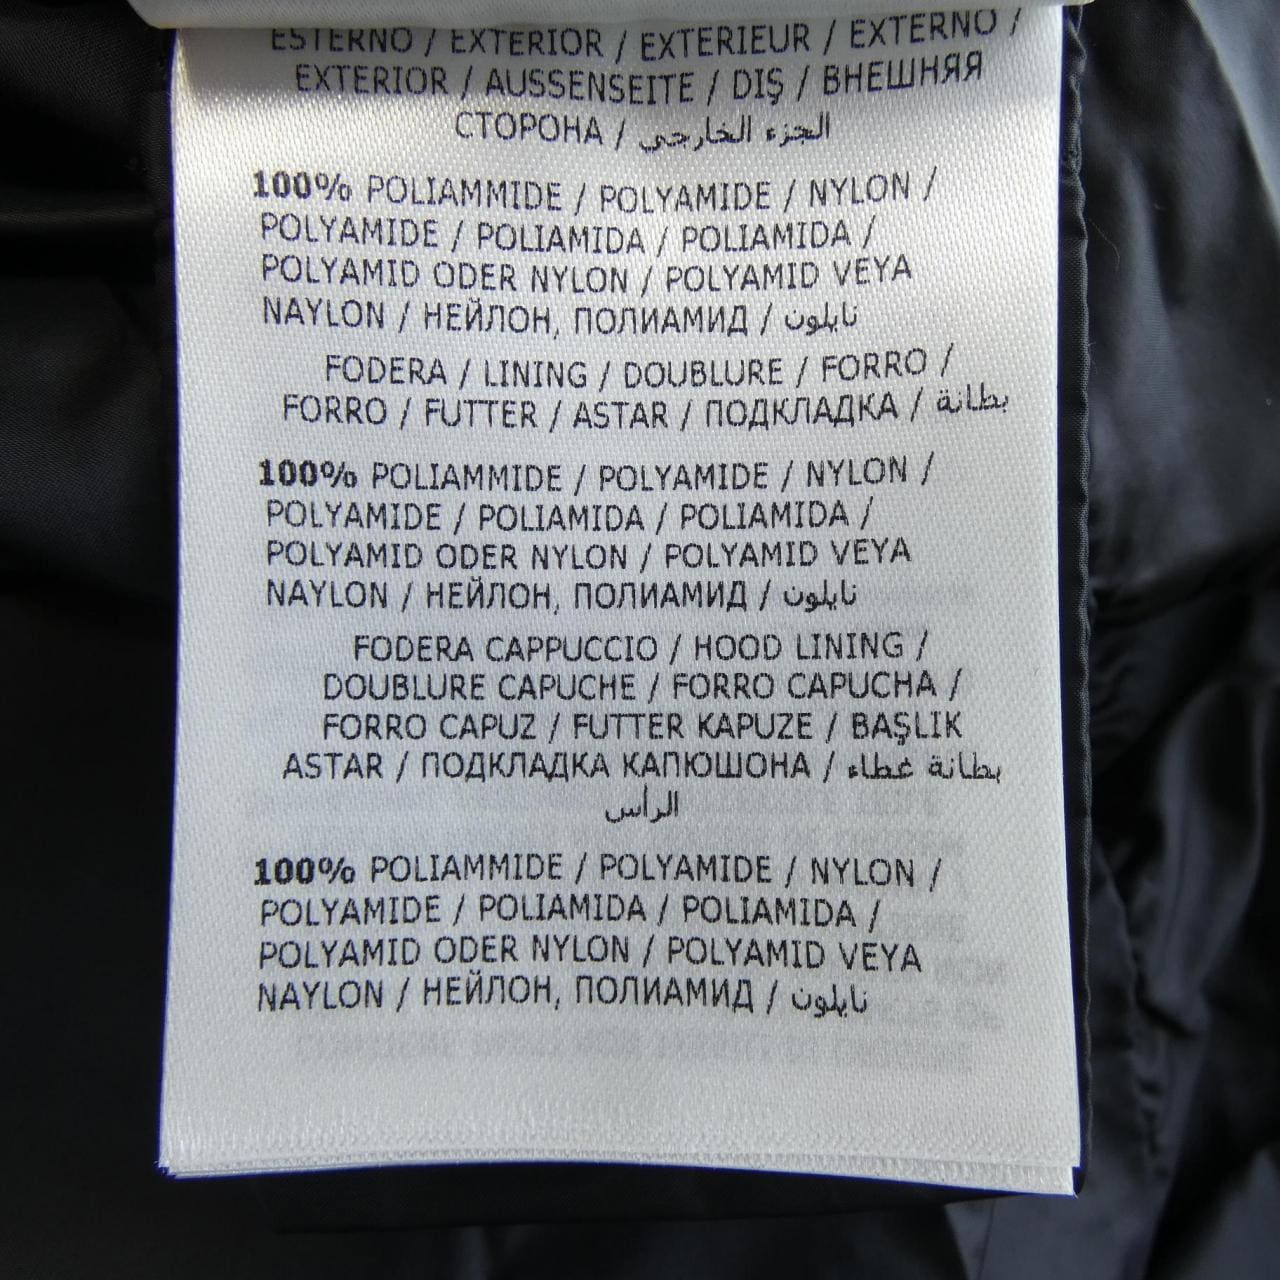 ESTERNO / EXTERIOR / EXTERIEUR / EXTERNO /
EXTERIOR / AUSSENSEITE / DIŞ / ВНЕШНЯЯ
СТОРОНА / الجزء الخارجي
100% POLIAMMIDE / POLYAMIDE / NYLON /
POLYAMIDE / POLIAMIDA / POLIAMIDA /
POLYAMID ODER NYLON / POLYAMID VEYA
NAYLON / НЕЙЛОН, ПОЛИАМИД / نايلون
FODERA / LINING / DOUBLURE / FORRO /
FORRO / FUTTER / ASTAR / ПОДКЛАДКА / بطانة
100% POLIAMMIDE / POLYAMIDE / NYLON /
POLYAMIDE / POLIAMIDA / POLIAMIDA /
POLYAMID ODER NYLON / POLYAMID VEYA
NAYLON / НЕЙЛОН, ПОЛИАМИД / نايلون
FODERA CAPPUCCIO / HOOD LINING /
DOUBLURE CAPUCHE / FORRO CAPUCHA /
FORRO CAPUZ / FUTTER KAPUZE / BAŞLIK
ASTAR / ПОДКЛАДКА КАПЮШОНА / بطانة غطاء
الرأس
100% POLIAMMIDE / POLYAMIDE / NYLON /
POLYAMIDE / POLIAMIDA / POLIAMIDA /
POLYAMID ODER NYLON / POLYAMID VEYA
NAYLON / НЕЙЛОН, ПОЛИАМИД / نايلون